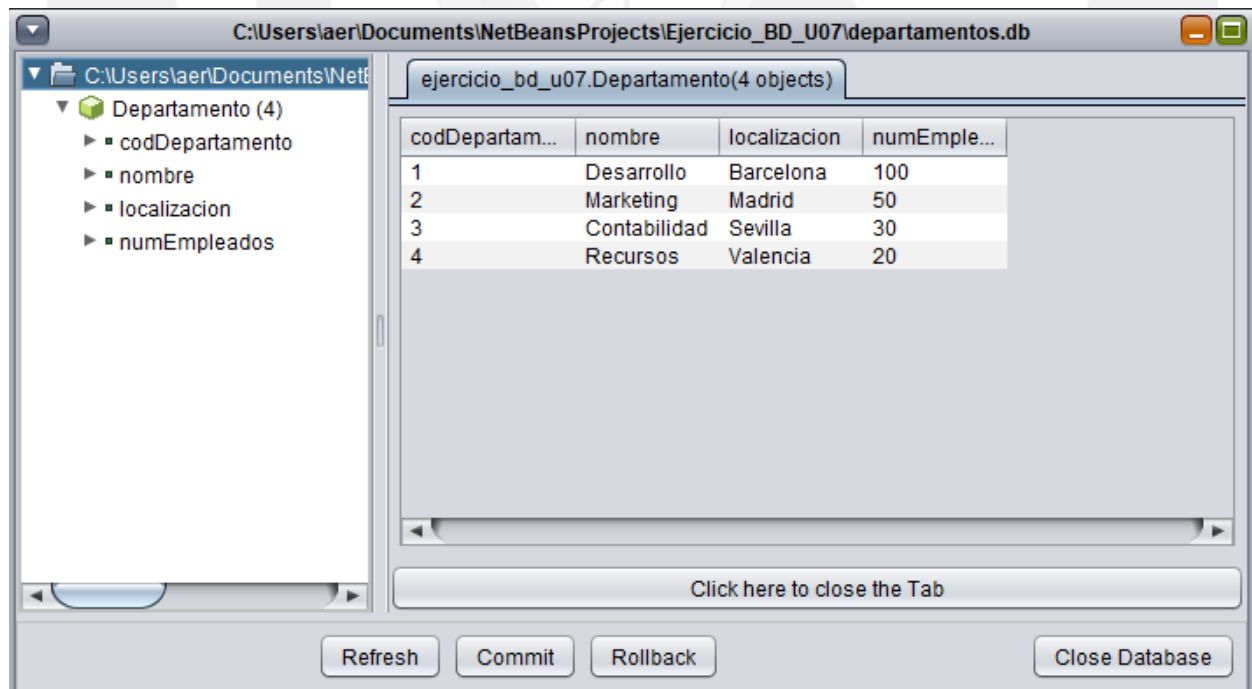 C:\Users\aer\Documents\NetBeansProjects\Ejercicio_BD_U07\departamentos.db
C:\Users\aer\Documents\NetB
Departamento (4)
codDepartamento
nombre
localizacion
numEmpleados
ejercicio_bd_u07.Departamento(4 objects)
codDepartam... nombre localizacion numEmple...
1 Desarrollo Barcelona 100
2 Marketing Madrid 50
3 Contabilidad Sevilla 30
4 Recursos Valencia 20
Click here to close the Tab
Refresh Commit Rollback Close Database